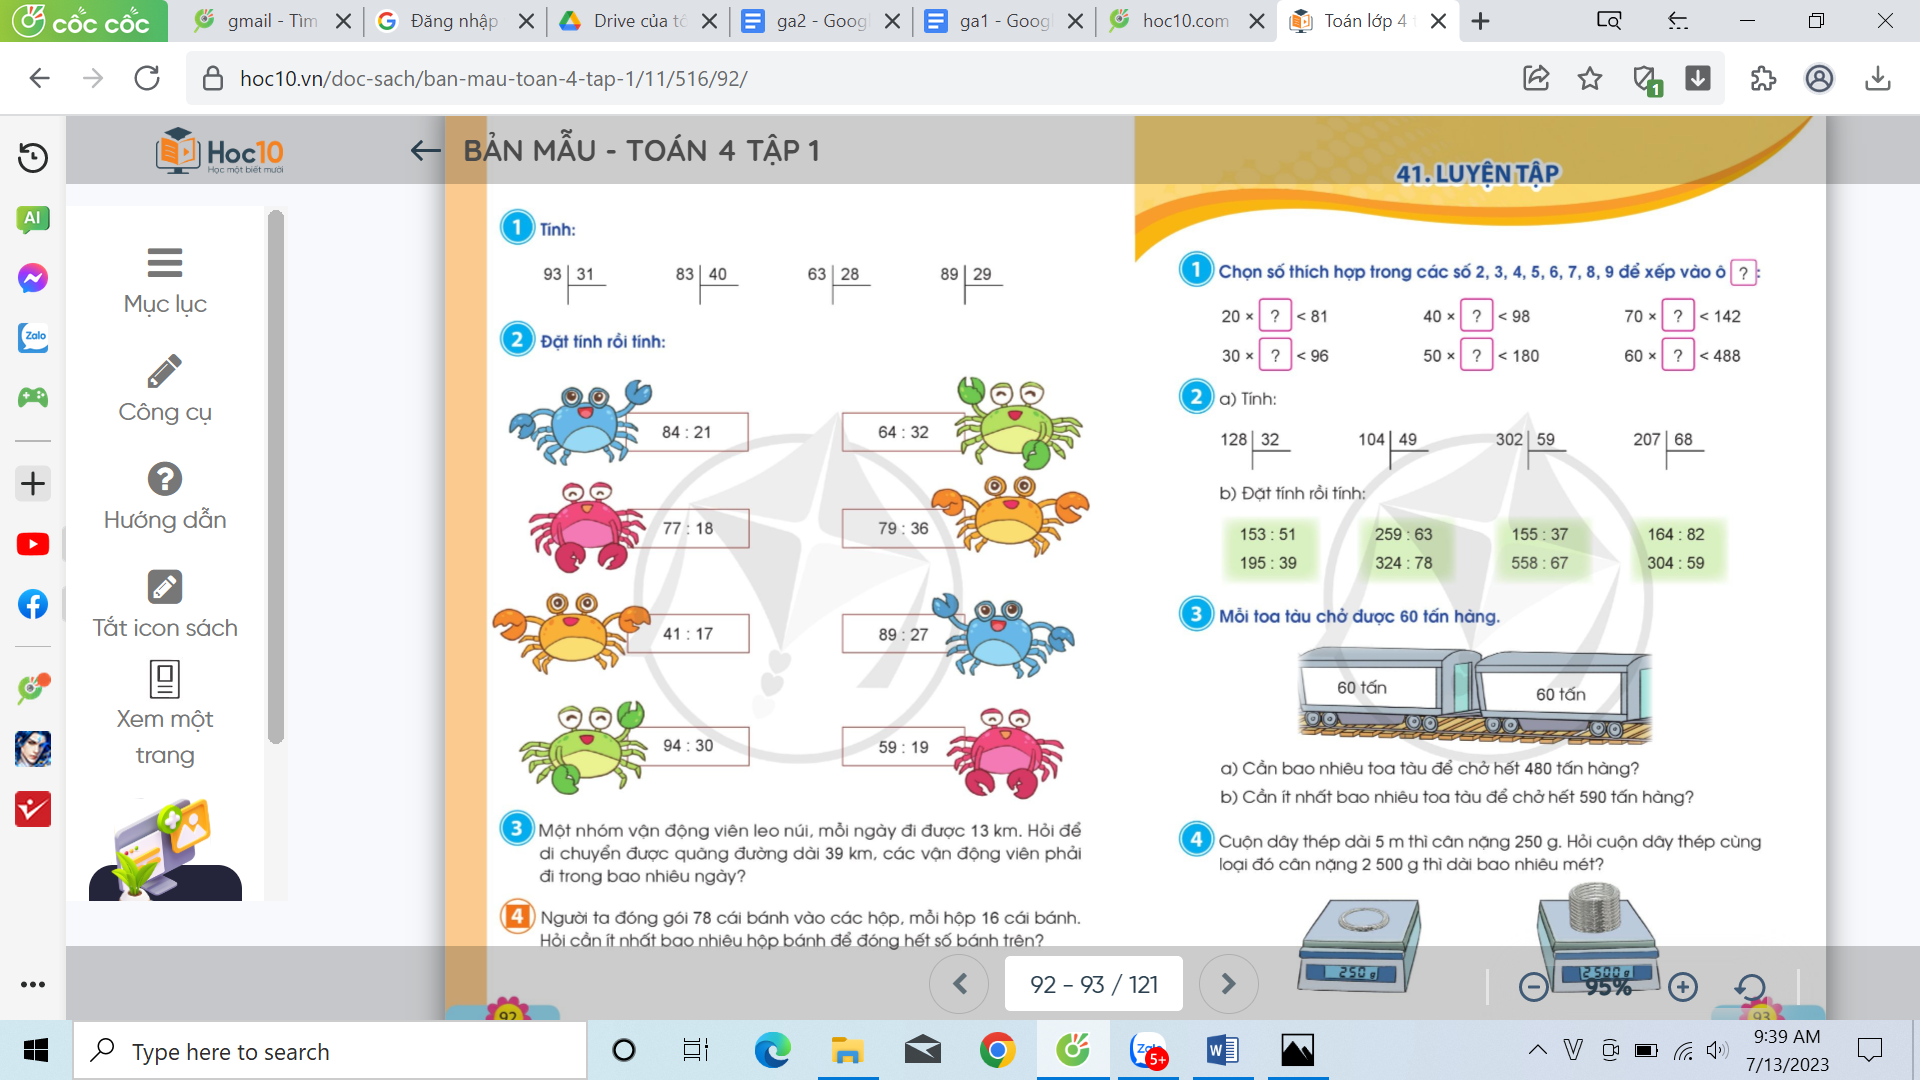 cốc cốc
gmail - Tìm
Đăng nhập
Drive của tô
ga2 - Goog
ga1 - Goog
hoc10.com
Toán lớp 4
hoc10.vn/doc-sach/ban-mau-toan-4-tap-1/11/516/92/
1
Hoc10
Học một biết mười
BẢN MẪU - TOÁN 4 TẬP 1
AI
Zalo
Mục lục
Công cụ
Hướng dẫn
Tắt icon sách
Xem một
trang
1 Tính:
93 31
83 40
63 28
89 29
2 Đặt tính rồi tính:
84 : 21
64 : 32
77 : 18
79 : 36
41 : 17
89 : 27
94 : 30
59 : 19
3 Một nhóm vận động viên leo núi, mỗi ngày đi được 13 km. Hỏi để
di chuyển được quãng đường dài 39 km, các vận động viên phải
đi trong bao nhiêu ngày?
4 Người ta đóng gói 78 cái bánh vào các hộp, mỗi hộp 16 cái bánh.
Hỏi cần ít nhất bao nhiêu hộp bánh để đóng hết số bánh trên?
92
41. LUYỆN TẬP
1 Chọn số thích hợp trong các số 2, 3, 4, 5, 6, 7, 8, 9 để xếp vào ô ? :
20 × ? < 81
40 × ? < 98
70 × ? < 142
30 × ? < 96
50 × ? < 180
60 × ? < 488
2 a) Tính:
128 32
104 49
302 59
207 68
b) Đặt tính rồi tính:
153 : 51
259 : 63
155 : 37
164 : 82
195 : 39
324 : 78
558 : 67
304 : 59
3 Mỗi toa tàu chở được 60 tấn hàng.
60 tấn
60 tấn
a) Cần bao nhiêu toa tàu để chở hết 480 tấn hàng?
b) Cần ít nhất bao nhiêu toa tàu để chở hết 590 tấn hàng?
4 Cuộn dây thép dài 5 m thì cân nặng 250 g. Hỏi cuộn dây thép cùng
loại đó cân nặng 2 500 g thì dài bao nhiêu mét?
250 g
2 500 g
93
92 - 93 / 121
95%
Type here to search
Zalo
5+
9:39 AM
7/13/2023